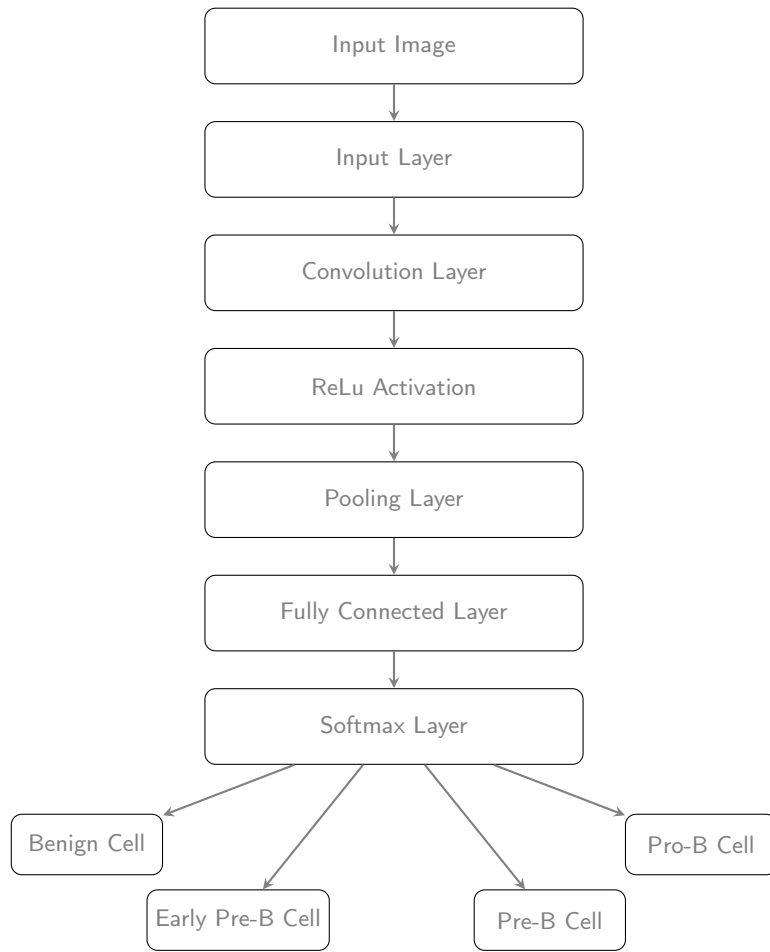 Input Image
Input Layer
Convolution Layer
ReLu Activation
Pooling Layer
Fully Connected Layer
Softmax Layer
Benign Cell
Pro-B Cell
Early Pre-B Cell
Pre-B Cell